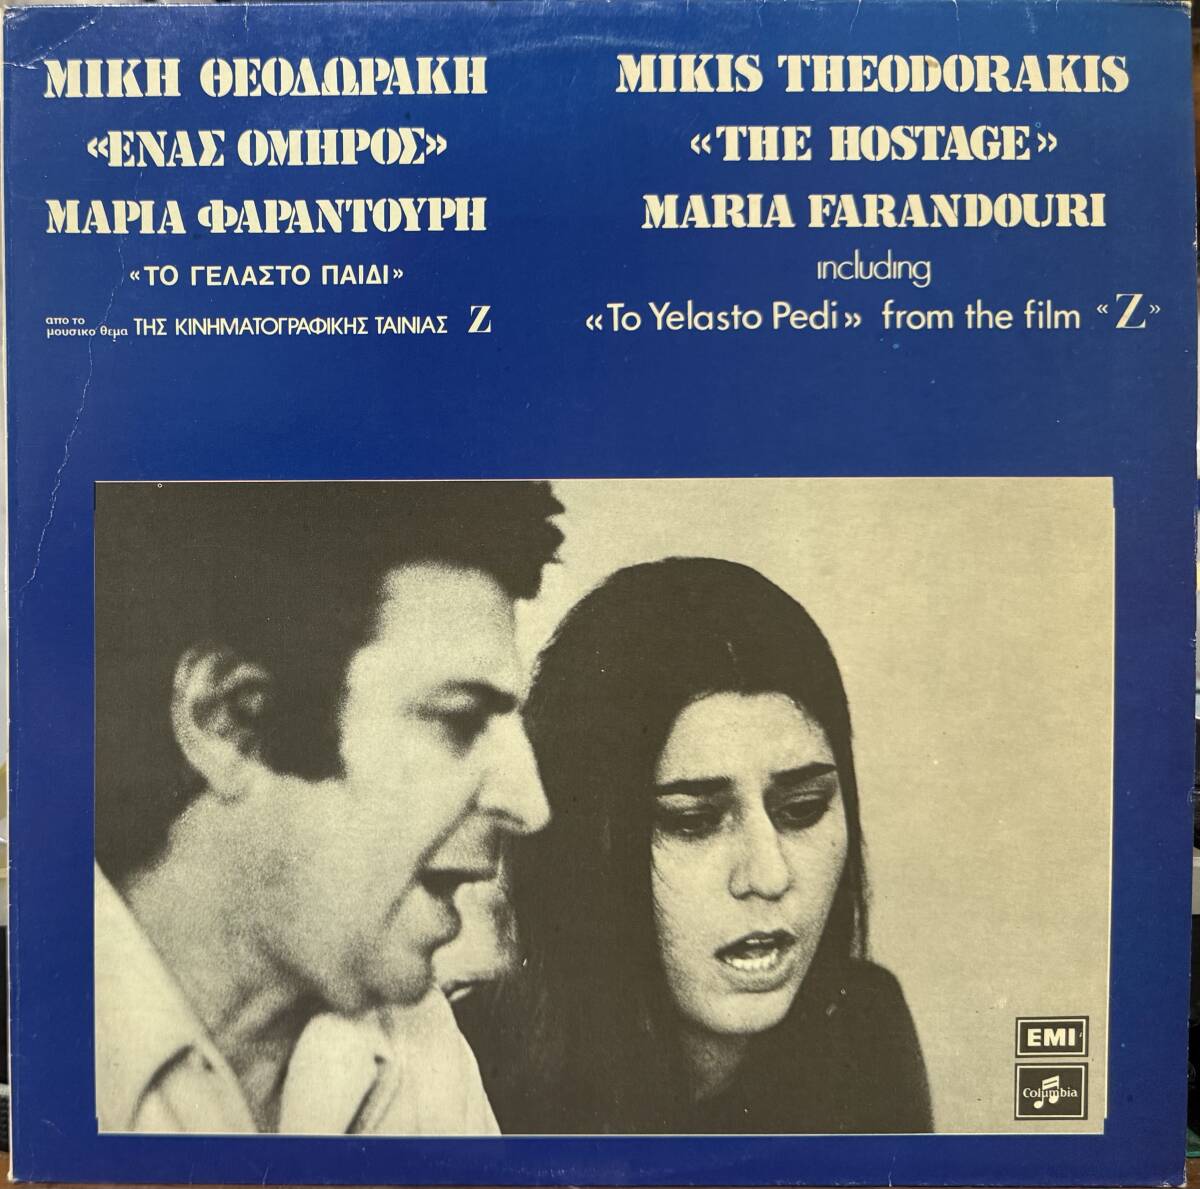 ΜΙΚΗ ΘΕΟΔΩΡΑΚΗ
«ΕΝΑΣ ΟΜΗΡΟΣ»
ΜΑΡΙΑ ΦΑΡΑΝΤΟΥΡΗ
«ΤΟ ΓΕΛΑΣΤΟ ΠΑΙΔΙ»
απο το
μουσικο θεμα ΤΗΣ ΚΙΝΗΜΑΤΟΓΡΑΦΙΚΗΣ ΤΑΙΝΙΑΣ Z
MIKIS THEODORAKIS
«THE HOSTAGE»
MARIA FARANDOURI
including
«To Yelasto Pedi» from the film «Z»
EMI
Columbia